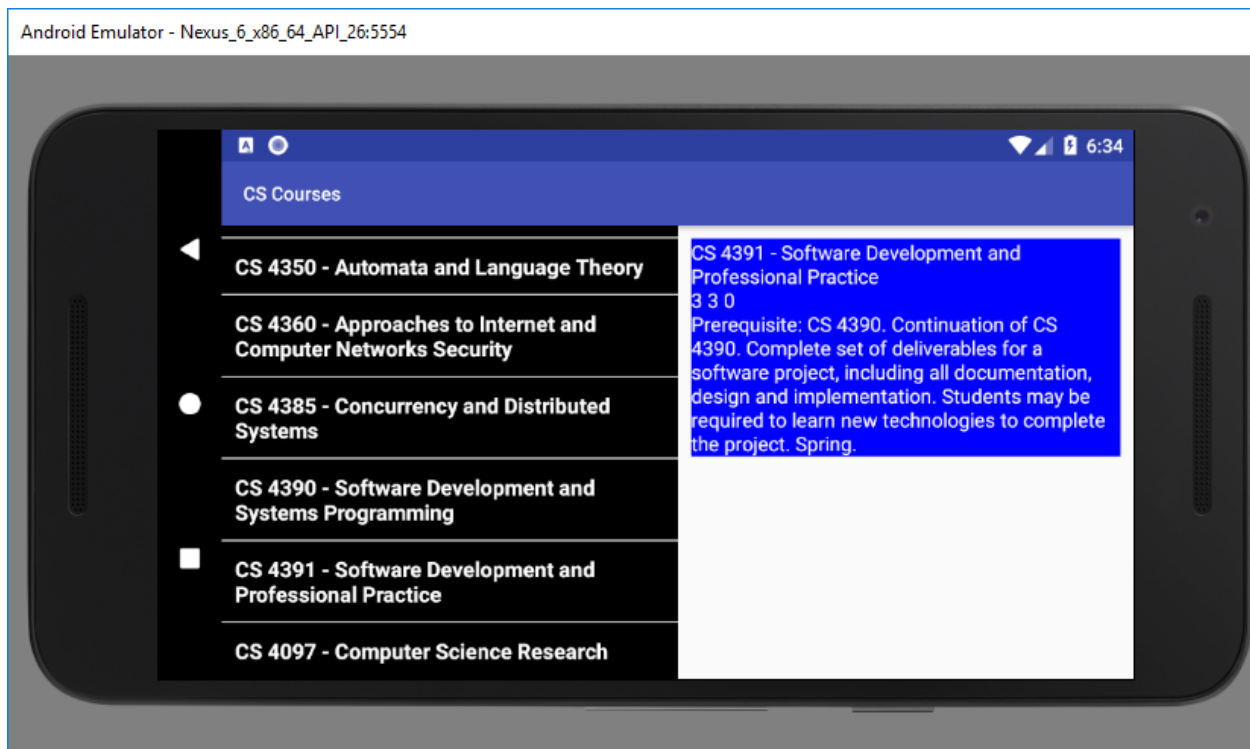 Android Emulator - Nexus_6_x86_64_API_26:5554
6:34
CS Courses
CS 4350 - Automata and Language Theory
CS 4360 - Approaches to Internet and
Computer Networks Security
CS 4385 - Concurrency and Distributed
Systems
CS 4390 - Software Development and
Systems Programming
CS 4391 - Software Development and
Professional Practice
CS 4097 - Computer Science Research
CS 4391 - Software Development and
Professional Practice
3 3 0
Prerequisite: CS 4390. Continuation of CS
4390. Complete set of deliverables for a
software project, including all documentation,
design and implementation. Students may be
required to learn new technologies to complete
the project. Spring.